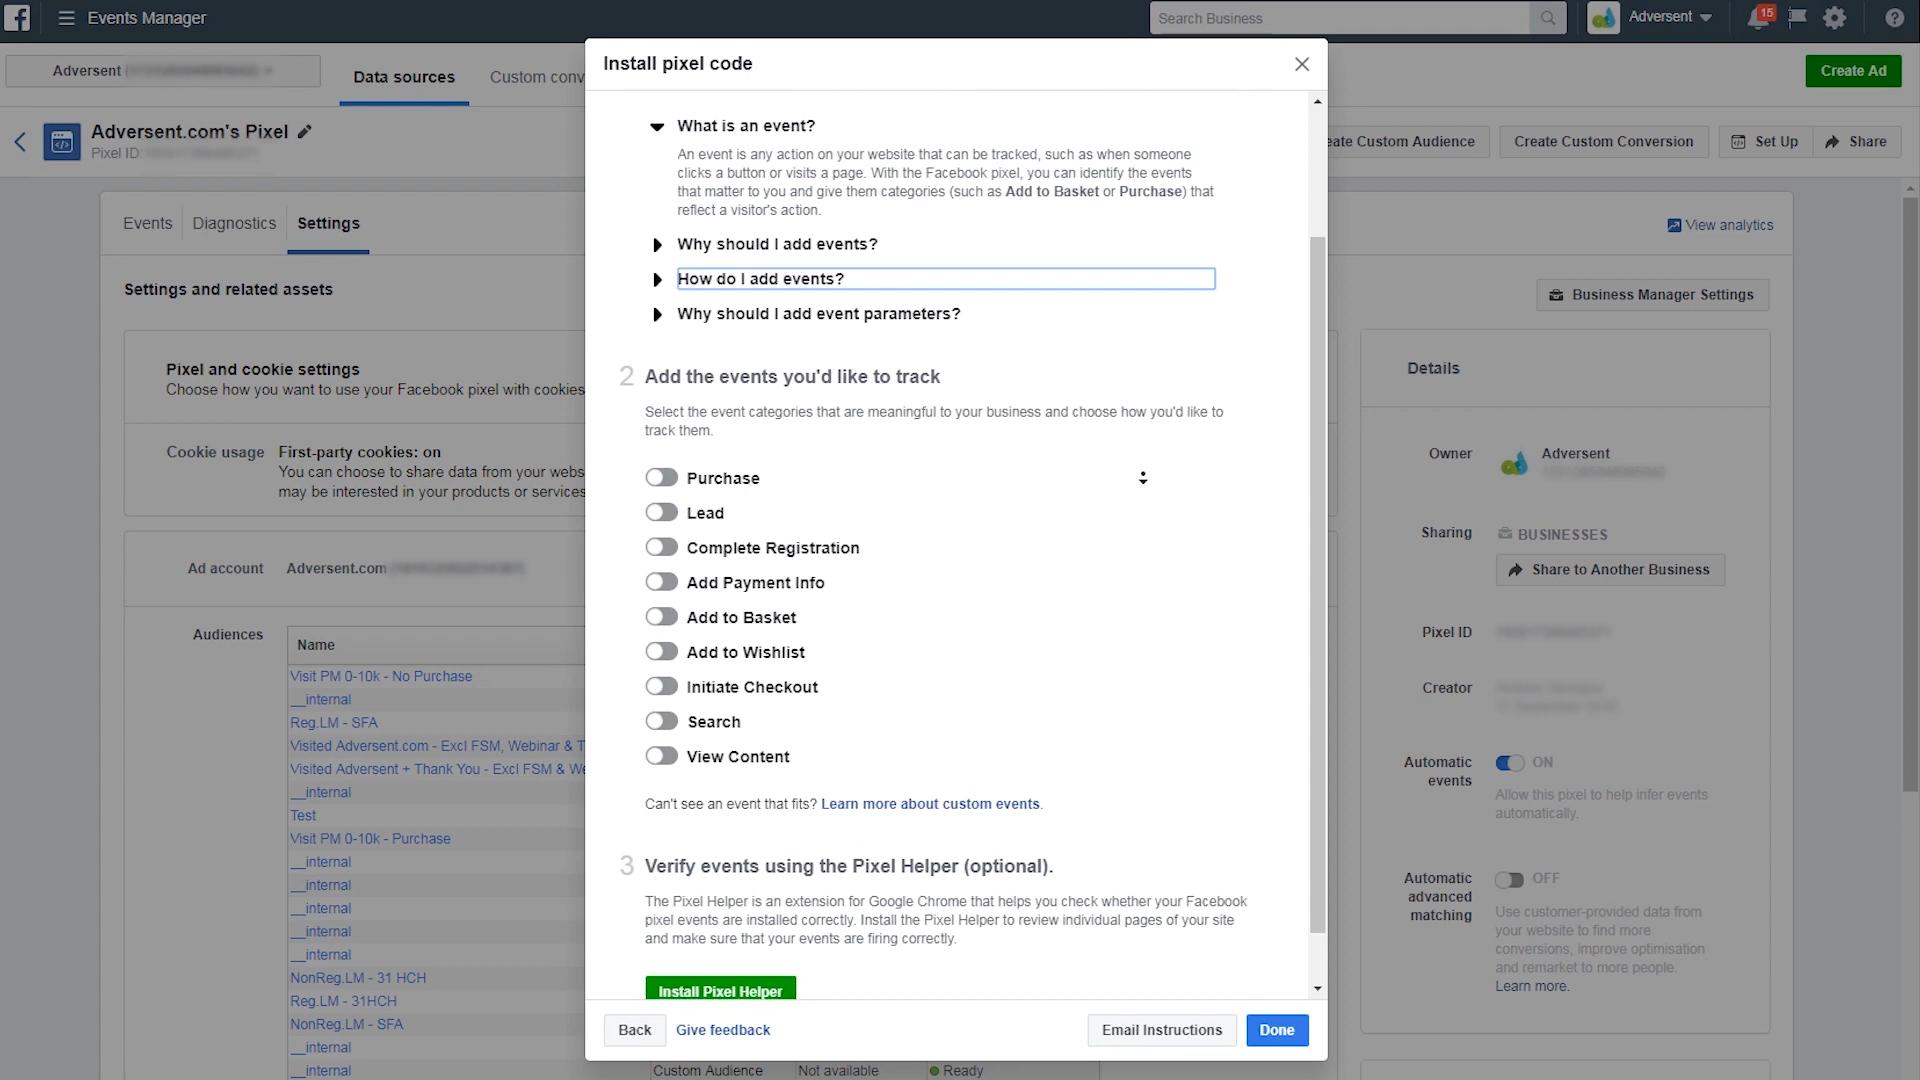 Events Manager
Search Business
Adversent
15
Adversent
Data sources
Custom conv
Create Ad
Adversent.com's Pixel
Pixel ID:
eate Custom Audience
Create Custom Conversion
Set Up
Share
Events
Diagnostics
Settings
View analytics
Settings and related assets
Business Manager Settings
Pixel and cookie settings
Choose how you want to use your Facebook pixel with cookies
Cookie usage
First-party cookies: on
You can choose to share data from your webs
may be interested in your products or services
Ad account
Adversent.com
Audiences
Name
Visit PM 0-10k - No Purchase
__internal
Reg.LM - SFA
Visited Adversent.com - Excl FSM, Webinar & T
Visited Adversent + Thank You - Excl FSM & We
__internal
Test
Visit PM 0-10k - Purchase
__internal
__internal
__internal
__internal
__internal
NonReg.LM - 31 HCH
Reg.LM - 31HCH
NonReg.LM - SFA
__internal
__internal
Custom Audience
Not available
Ready
Install pixel code
What is an event?
An event is any action on your website that can be tracked, such as when someone
clicks a button or visits a page. With the Facebook pixel, you can identify the events
that matter to you and give them categories (such as Add to Basket or Purchase) that
reflect a visitor's action.
Why should I add events?
How do I add events?
Why should I add event parameters?
2 Add the events you'd like to track
Select the event categories that are meaningful to your business and choose how you'd like to
track them.
Purchase
Lead
Complete Registration
Add Payment Info
Add to Basket
Add to Wishlist
Initiate Checkout
Search
View Content
Can't see an event that fits? Learn more about custom events.
3 Verify events using the Pixel Helper (optional).
The Pixel Helper is an extension for Google Chrome that helps you check whether your Facebook
pixel events are installed correctly. Install the Pixel Helper to review individual pages of your site
and make sure that your events are firing correctly.
Install Pixel Helper
Back
Give feedback
Email Instructions
Done
Details
Owner
Adversent
Sharing
BUSINESSES
Share to Another Business
Pixel ID
Creator
Automatic
events
ON
Allow this pixel to help infer events
automatically.
Automatic
advanced
matching
OFF
Use customer-provided data from
your website to find more
conversions, improve optimisation
and remarket to more people.
Learn more.